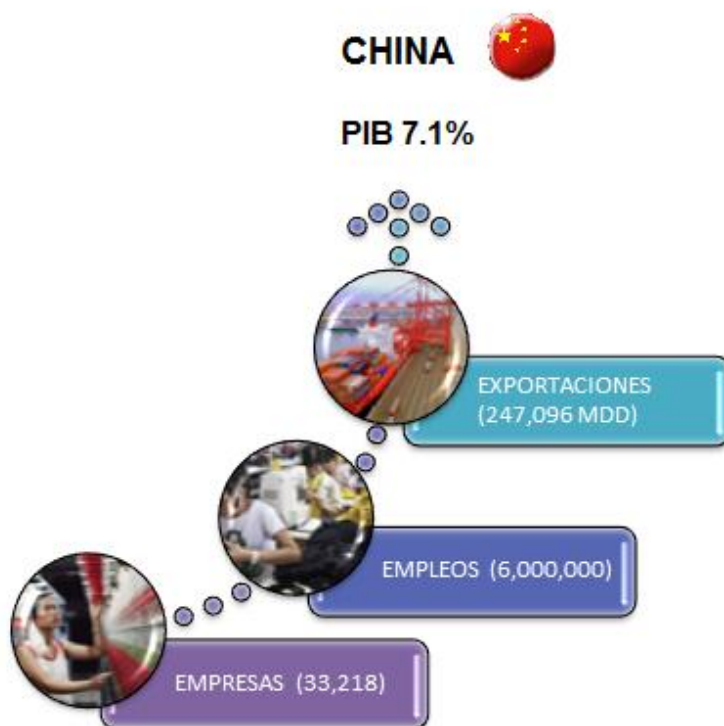 CHINA
PIB 7.1%
EXPORTACIONES
(247,096 MDD)
EMPLEOS (6,000,000)
EMPRESAS (33,218)